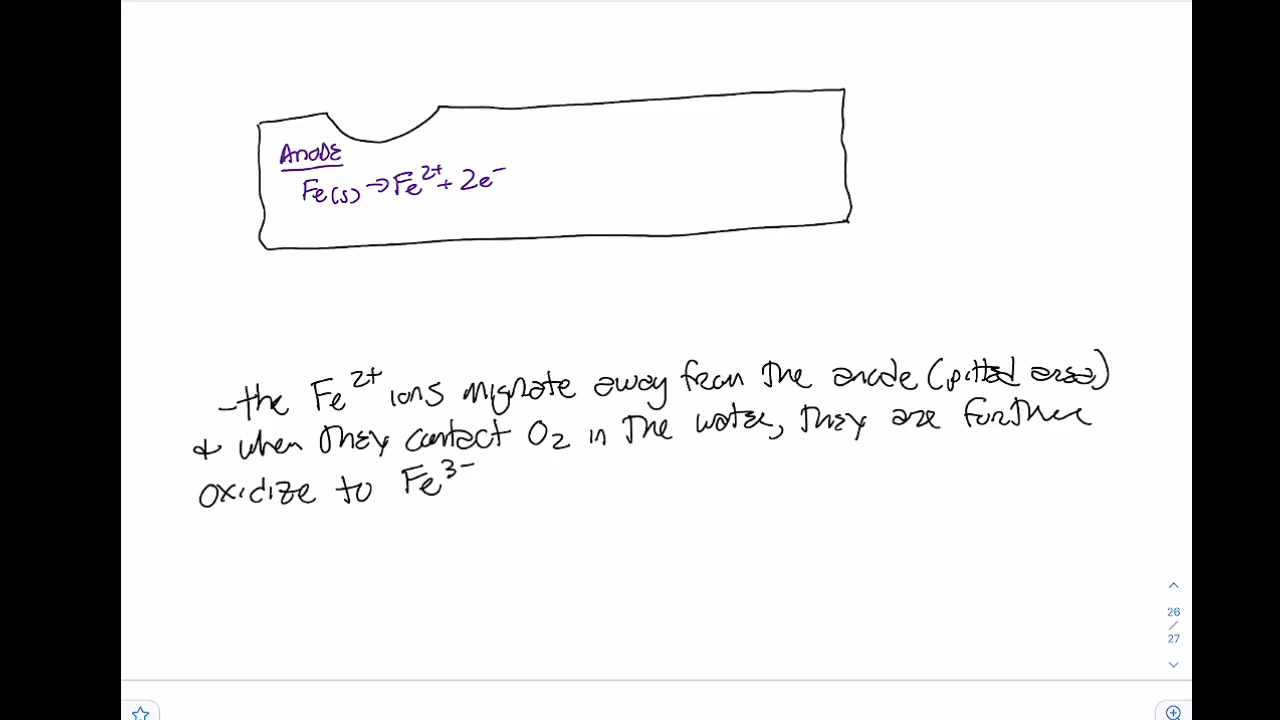 Anode
Fe(s) → Fe²⁺ + 2e⁻
- the Fe²⁺ ions migrate away from the anode (pitted area)
& when they contact O₂ in the water, they are further
oxidize to Fe³⁻
26
/
27